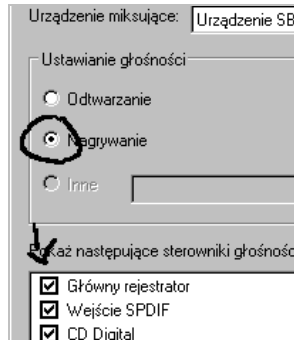 Urządzenie miksujące: Urządzenie SB
Ustawianie głośności
Odtwarzanie
Nagrywanie
Inne
Pokaż następujące sterowniki głośnośc
Główny rejestrator
Wejście SPDIF
CD Digital